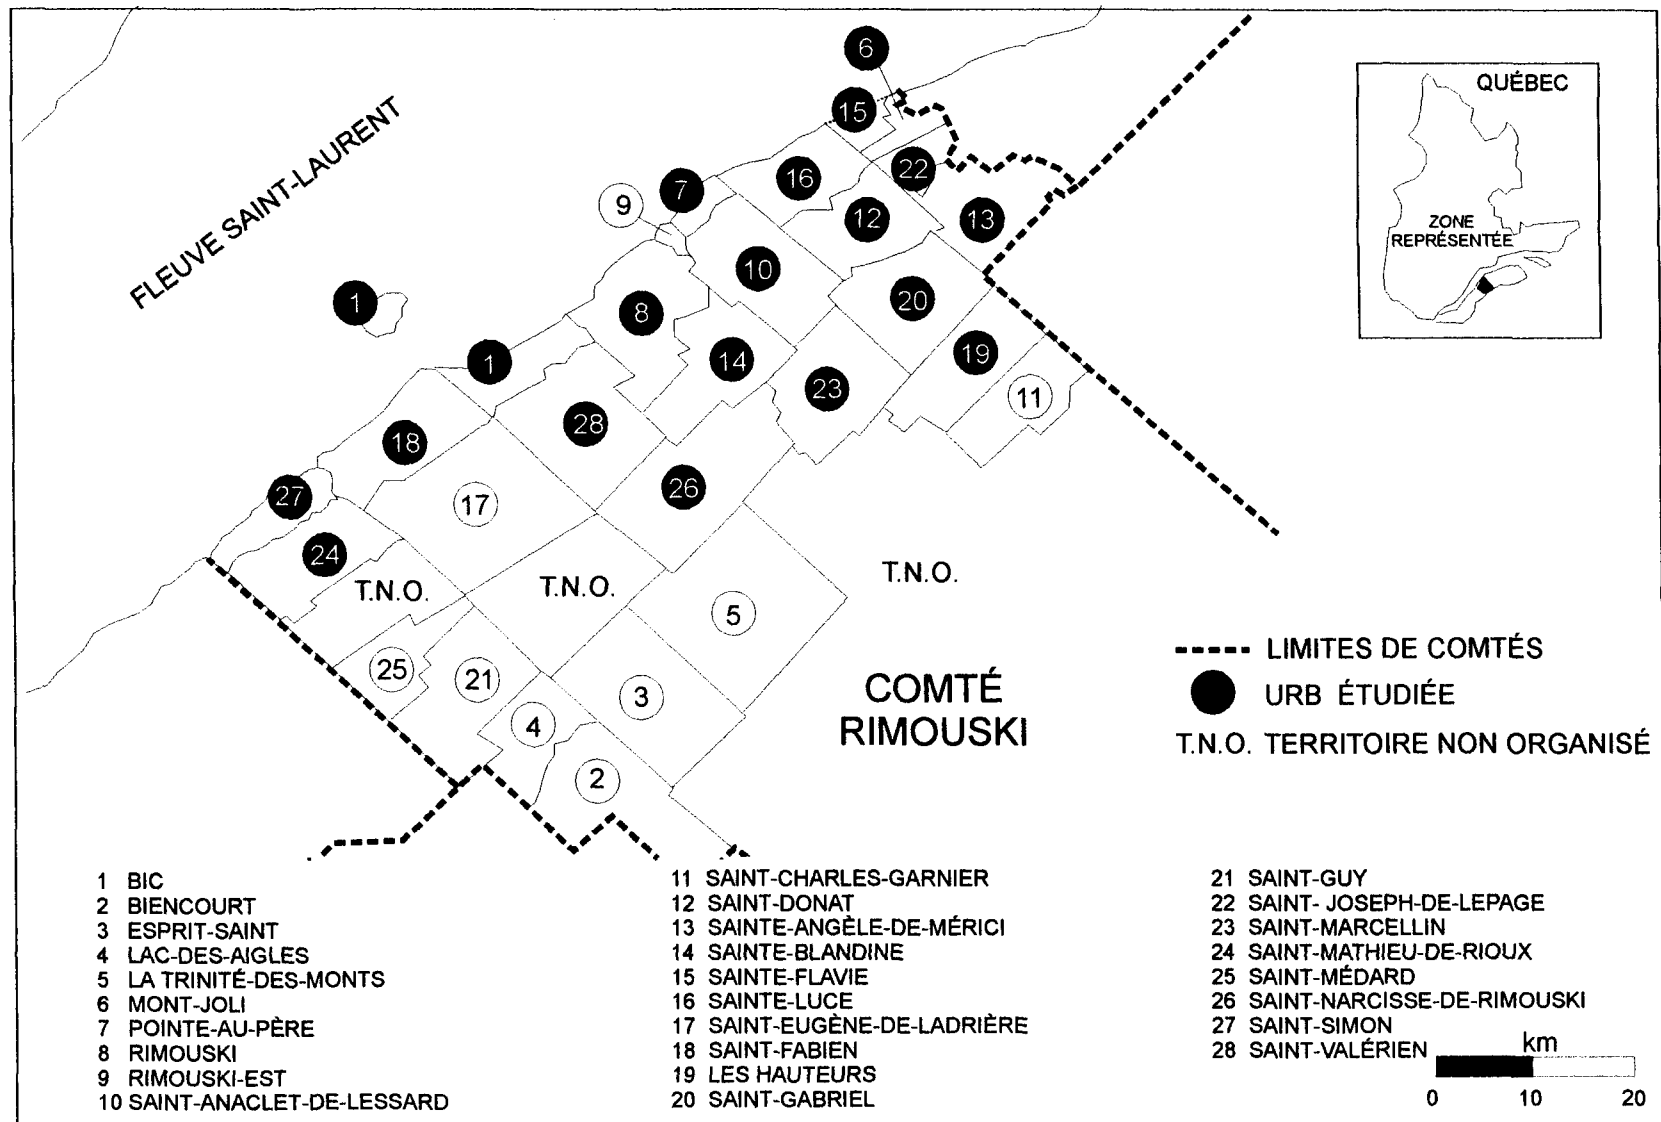 6
QUÉBEC
15
FLEUVE SAINT-LAURENT
22
16
7
9
12
13
ZONE
REPRÉSENTÉE
10
1
20
8
19
14
1
23
11
28
18
26
27
17
24
T.N.O.
T.N.O.
T.N.O.
5
LIMITES DE COMTÉS
25
21
3
COMTÉ
RIMOUSKI
URB ÉTUDIÉE
4
T.N.O. TERRITOIRE NON ORGANISÉ
2
1 BIC
2 BIENCOURT
3 ESPRIT-SAINT
4 LAC-DES-AIGLES
5 LA TRINITÉ-DES-MONTS
6 MONT-JOLI
7 POINTE-AU-PÈRE
8 RIMOUSKI
9 RIMOUSKI-EST
10 SAINT-ANACLET-DE-LESSARD
11 SAINT-CHARLES-GARNIER
12 SAINT-DONAT
13 SAINTE-ANGÈLE-DE-MÉRICI
14 SAINTE-BLANDINE
15 SAINTE-FLAVIE
16 SAINTE-LUCE
17 SAINT-EUGÈNE-DE-LADRIÈRE
18 SAINT-FABIEN
19 LES HAUTEURS
20 SAINT-GABRIEL
21 SAINT-GUY
22 SAINT- JOSEPH-DE-LEPAGE
23 SAINT-MARCELLIN
24 SAINT-MATHIEU-DE-RIOUX
25 SAINT-MÉDARD
26 SAINT-NARCISSE-DE-RIMOUSKI
27 SAINT-SIMON
28 SAINT-VALÉRIEN
km
0 10 20